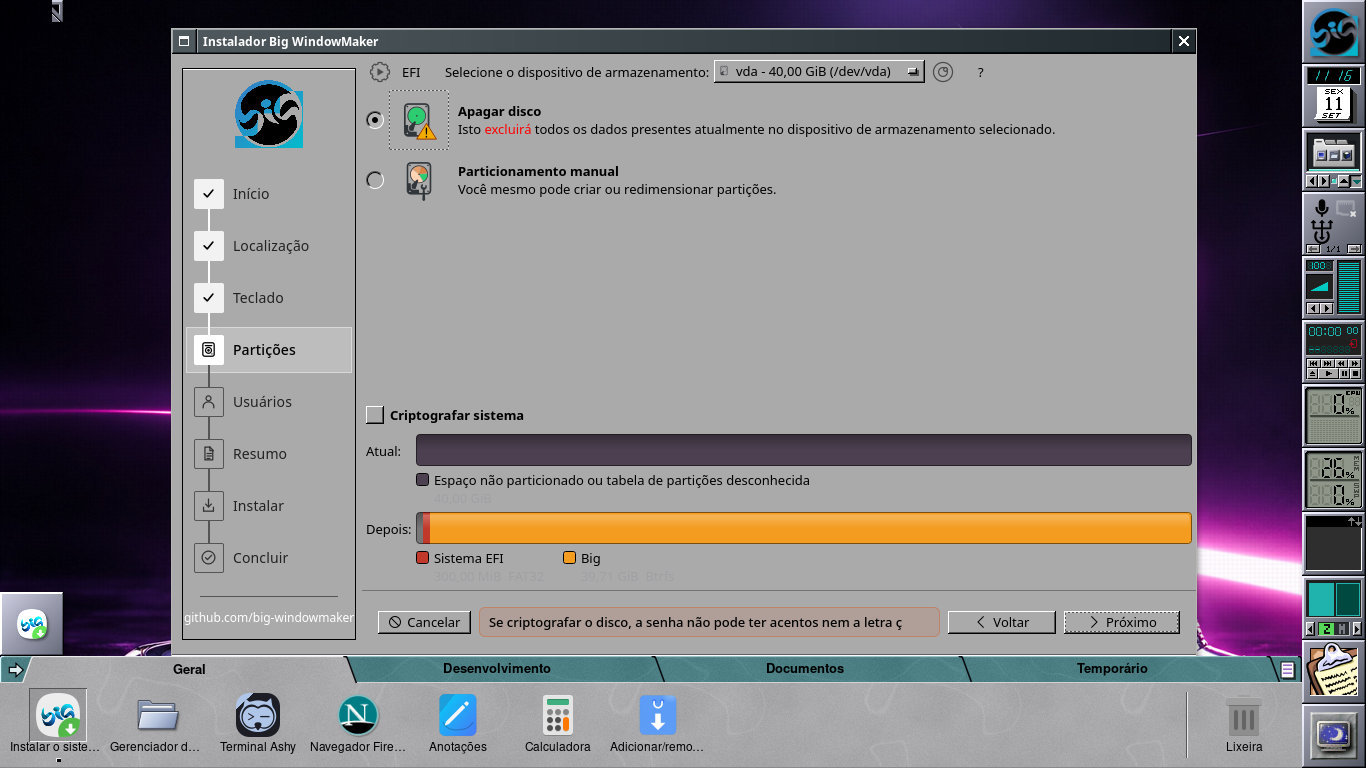 Instalador Big WindowMaker
EFI
Selecione o dispositivo de armazenamento:
vda - 40,00 GiB (/dev/vda)
?
Apagar disco
Isto excluirá todos os dados presentes atualmente no dispositivo de armazenamento selecionado.
Particionamento manual
Você mesmo pode criar ou redimensionar partições.
Início
Localização
Teclado
Partições
Usuários
Resumo
Instalar
Concluir
github.com/big-windowmaker
Criptografar sistema
Atual:
Espaço não particionado ou tabela de partições desconhecida
40,00 GiB
Depois:
Sistema EFI
300,00 MiB FAT32
Big
39,71 GiB Btrfs
Cancelar
Se criptografar o disco, a senha não pode ter acentos nem a letra ç
Voltar
Próximo
11 16
SEX
11
SET
1/1
100
00:00 00
0%
CPU
26%
0%
Geral
Desenvolvimento
Documentos
Temporário
Instalar o siste...
Gerenciador d...
Terminal Ashy
Navegador Fire...
Anotações
Calculadora
Adicionar/remo...
Lixeira